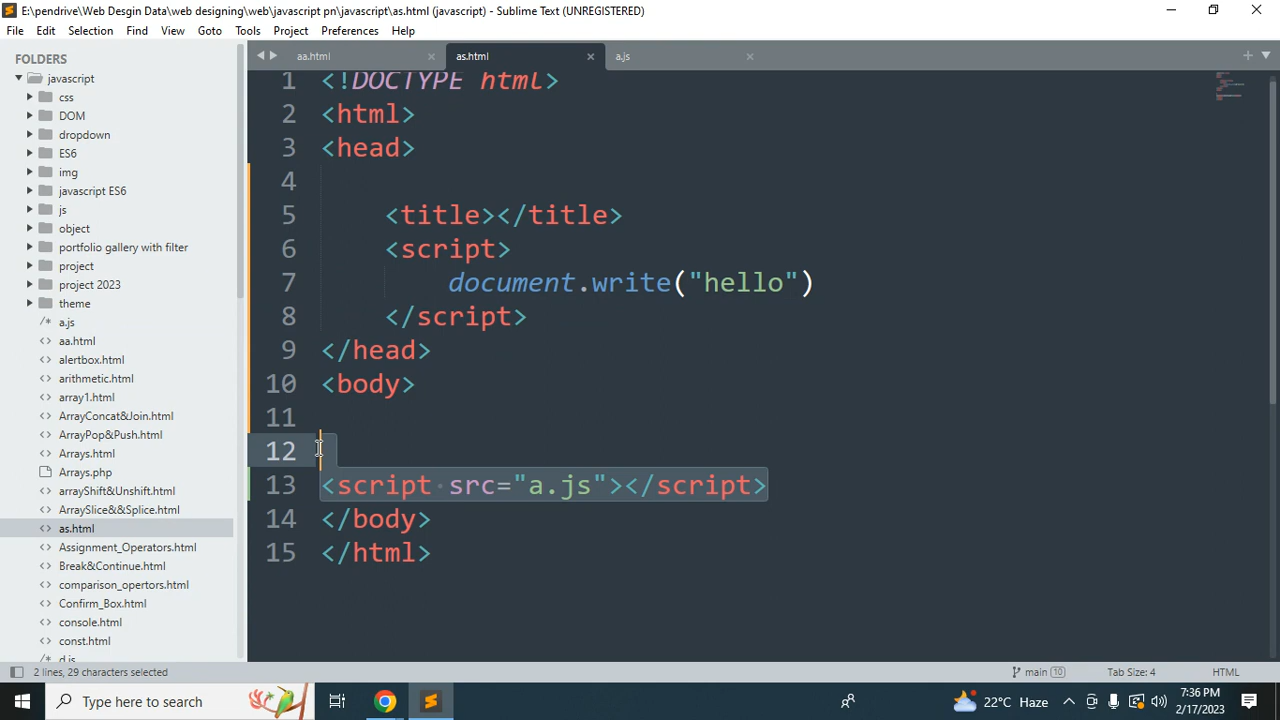 E:\pendrive\Web Desgin Data\web designing\web\javascript pn\javascript\as.html (javascript) - Sublime Text (UNREGISTERED)
File Edit Selection Find View Goto Tools Project Preferences Help
FOLDERS
javascript
css
DOM
dropdown
ES6
img
javascript ES6
js
object
portfolio gallery with filter
project
project 2023
theme
/* a.js
<> aa.html
<> alertbox.html
<> arithmetic.html
<> array1.html
<> ArrayConcat&Join.html
<> ArrayPop&Push.html
<> Arrays.html
Arrays.php
<> arrayShift&Unshift.html
<> ArraySlice&&Splice.html
<> as.html
<> Assignment_Operators.html
<> Break&Continue.html
<> comparison_opertors.html
<> Confirm_Box.html
<> console.html
<> const.html
d.js
aa.html × as.html × a.js ×
1 <!DOCTYPE html>
2 <html>
3 <head>
4
5 <title></title>
6 <script>
7 document.write("hello")
8 </script>
9 </head>
10 <body>
11
12
13 <script src="a.js"></script>
14 </body>
15 </html>
2 lines, 29 characters selected
main 10 Tab Size: 4 HTML
Type here to search
22°C Haze
7:36 PM
2/17/2023